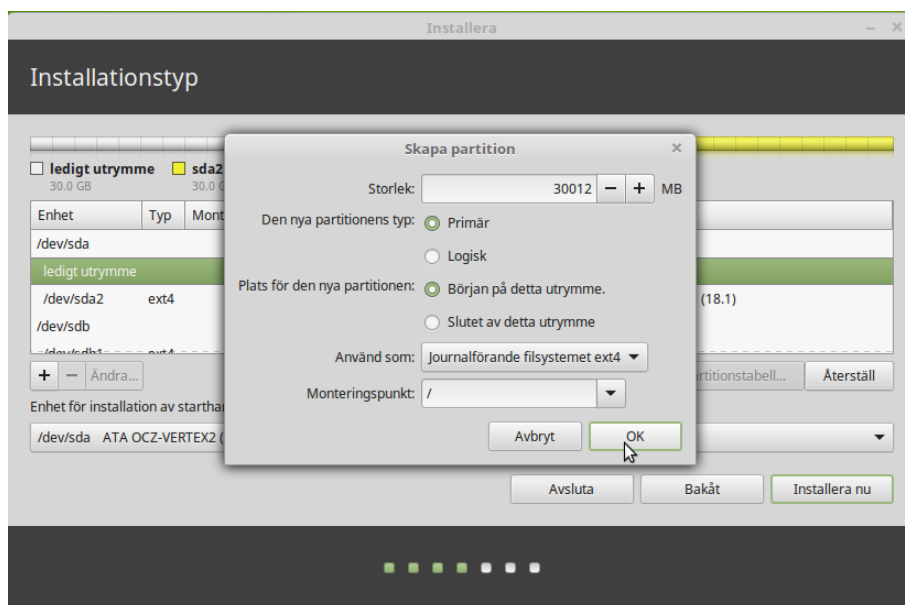 Installera
Installationstyp
ledigt utrymme sda2
30.0 GB 30.0
Skapa partition
Storlek: 30012 MB
Den nya partitionens typ: Primär
Logisk
Plats för den nya partitionen: Början på detta utrymme.
Slutet av detta utrymme
Använd som: Journalförande filsystemet ext4
Monteringspunkt: /
Avbryt OK
Enhet Typ
/dev/sda
ledigt utrymme
/dev/sda2 ext4 (18.1)
/dev/sdb
+ − Ändra... Återställ
Enhet för installation av
/dev/sda ATA OCZ-VERTEX2 (
Avsluta Bakåt Installera nu